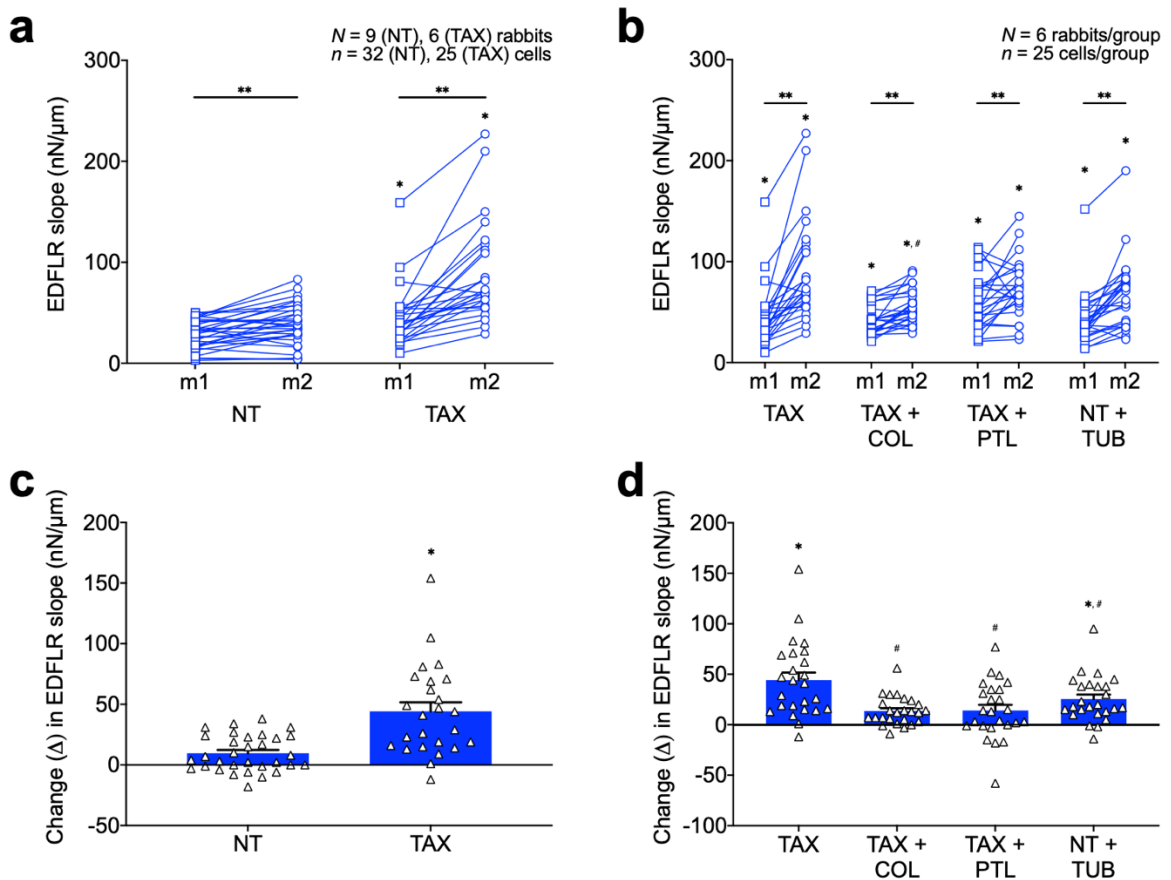 a
N = 9 (NT), 6 (TAX) rabbits
n = 32 (NT), 25 (TAX) cells
EDFLR slope (nN/µm)
300
200
100
0
** **
* *
m1 m2 m1 m2
NT TAX
b
N = 6 rabbits/group
n = 25 cells/group
EDFLR slope (nN/µm)
300
200
100
0
** ** ** **
* * * *,# * * * *
m1 m2 m1 m2 m1 m2 m1 m2
TAX TAX + TAX + NT +
COL PTL TUB
c
Change (Δ) in EDFLR slope (nN/µm)
200
150
100
50
0
-50
*
NT TAX
d
Change (Δ) in EDFLR slope (nN/µm)
200
150
100
50
0
-50
-100
* # # *,#
TAX TAX + TAX + NT +
COL PTL TUB